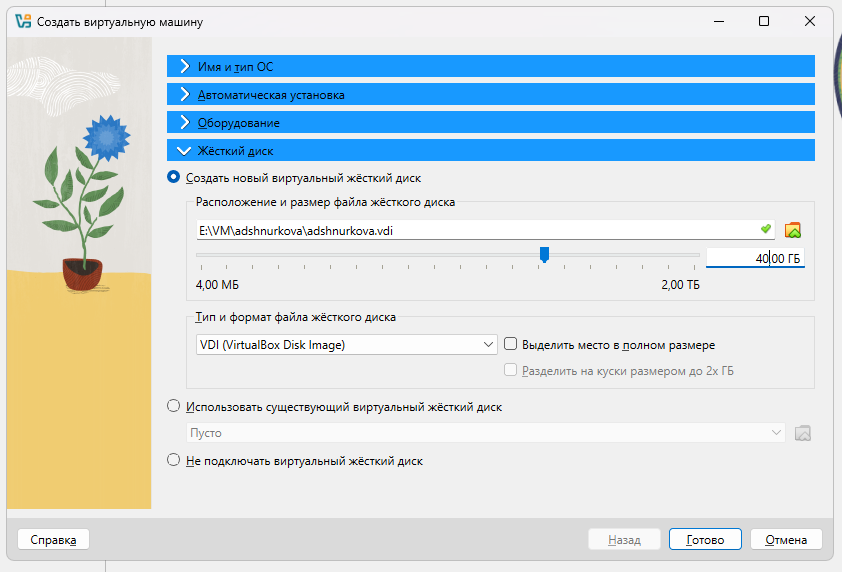 Создать виртуальную машину
Имя и тип ОС
Автоматическая установка
Оборудование
Жёсткий диск
Создать новый виртуальный жёсткий диск
Расположение и размер файла жёсткого диска
E:\VM\adshnurkova\adshnurkova.vdi
40,00 ГБ
4,00 МБ 2,00 ТБ
Тип и формат файла жёсткого диска
VDI (VirtualBox Disk Image) Выделить место в полном размере
Разделить на куски размером до 2х ГБ
Использовать существующий виртуальный жёсткий диск
Пусто
Не подключать виртуальный жёсткий диск
Справка Назад Готово Отмена